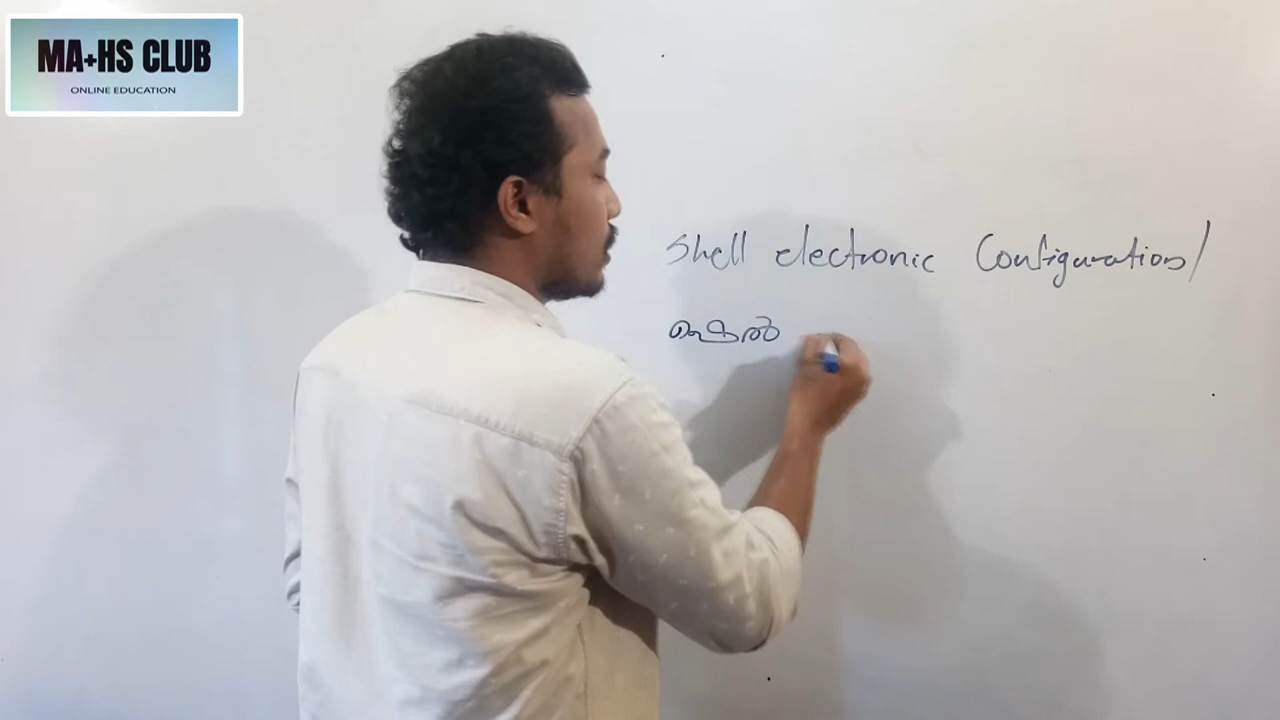 MA+HS CLUB
ONLINE EDUCATION
Shell electronic Configuration/
ഷെൽ